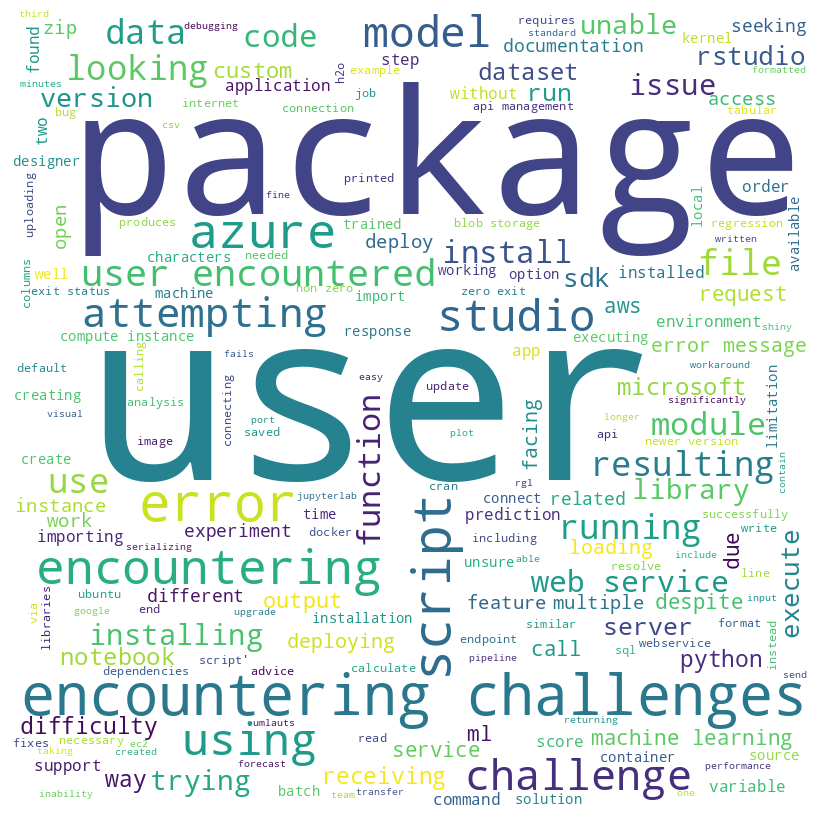 third
debugging
zip
found
data
code
model
requires
standard
unable
seeking
kernel
documentation
step
looking
custom
h2o
dataset
rstudio
minutes
example
formatted
version
application
without
run
issue
access
internet
connection
job
api management
tabular
bug
two
csv
package
designer
uploading
fine
printed
order
local
available
open
produces
azure
trained
blob storage
regression
written
characters
needed
deploy
install
file
columns
well
user encountered
working
option
sdk
installed
exit status
machine
non zero
import
zero exit
request
attempting
studio
aws
compute instance
response
executing
environment
shiny
error message
calling
connecting
fails
app
user
workaround
default
easy
update
microsoft
limitation
creating
analysis
significantly
visual
port
saved
facing
longer
module
image
function
plot
api
newer version
create
resulting
contain
use
cran
rgl
instance
error
jupyterlab
script
connect
related
library
work
time
docker
including
prediction
successfully
importing
experiment
running
write
serializing
unsure
able
loading
include
due
line
execute
encountering
resolve
ubuntu
web service
input
via
libraries
google
different
output
end
upgrade
feature
multiple
despite
installation
server
format
installing
deploying
endpoint
similar
call
sql
webservice
instead
notebook
script'
advice
calculate
python
dependencies
pipeline
send
encountering challenges
umlauts
difficulty
returning
fixes
necessary
ec2
using
read
ml
score
machine learning
taking
created
service
container
source
support
way
trying
forecast
receiving
challenge
performance
inability
batch
team
transfer
command
solution
variable
one